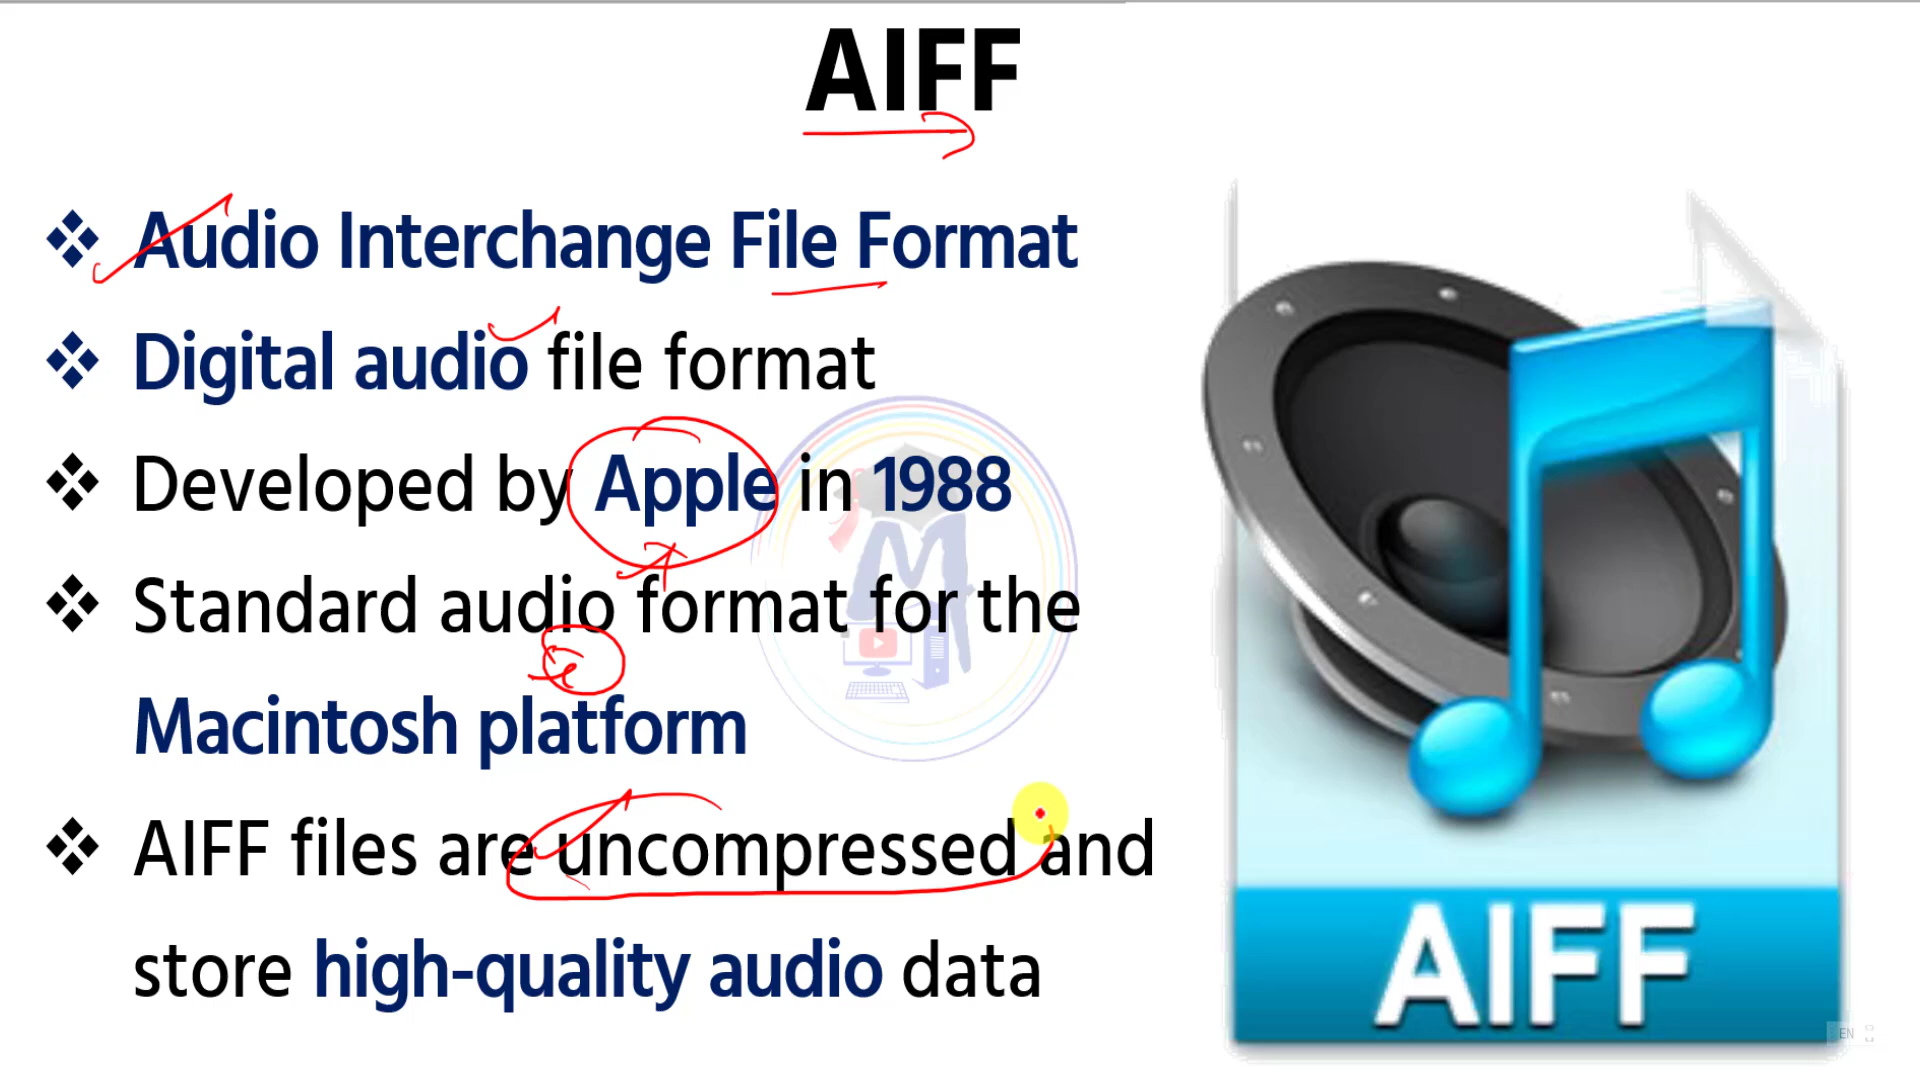 AIFF
❖ Audio Interchange File Format
❖ Digital audio file format
❖ Developed by Apple in 1988
❖ Standard audio format for the
Macintosh platform
❖ AIFF files are uncompressed and
store high-quality audio data
AIFF
M
EN